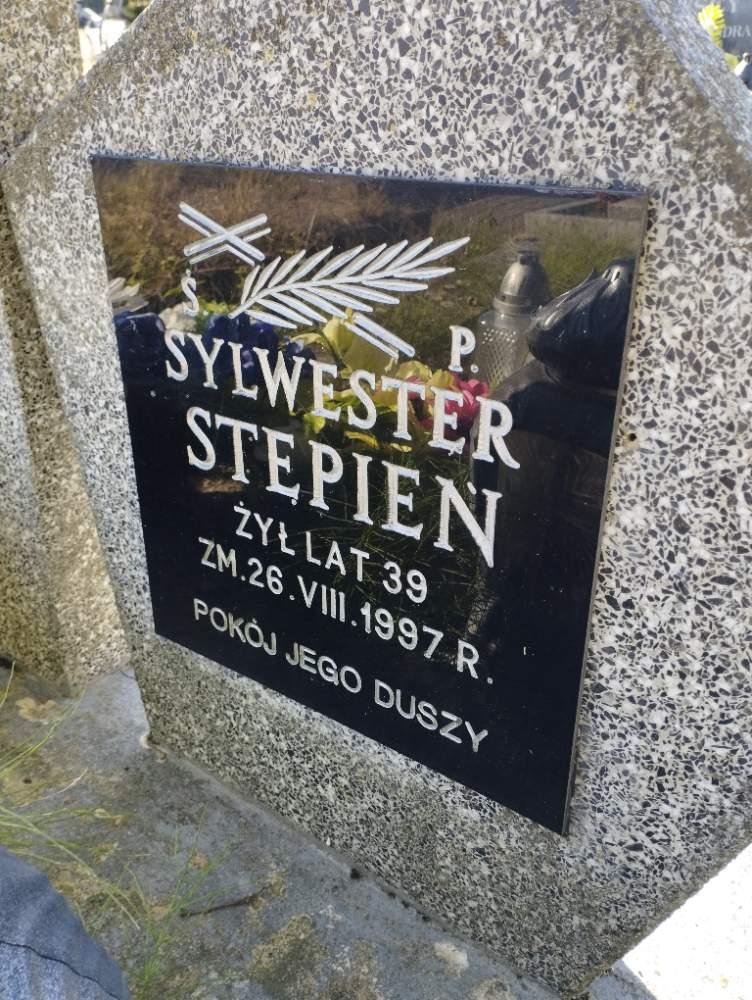 Ś P.
SYLWESTER
STĘPIEŃ
ŻYŁ LAT 39
ZM. 26. VIII. 1997 R.
POKÓJ JEGO DUSZY